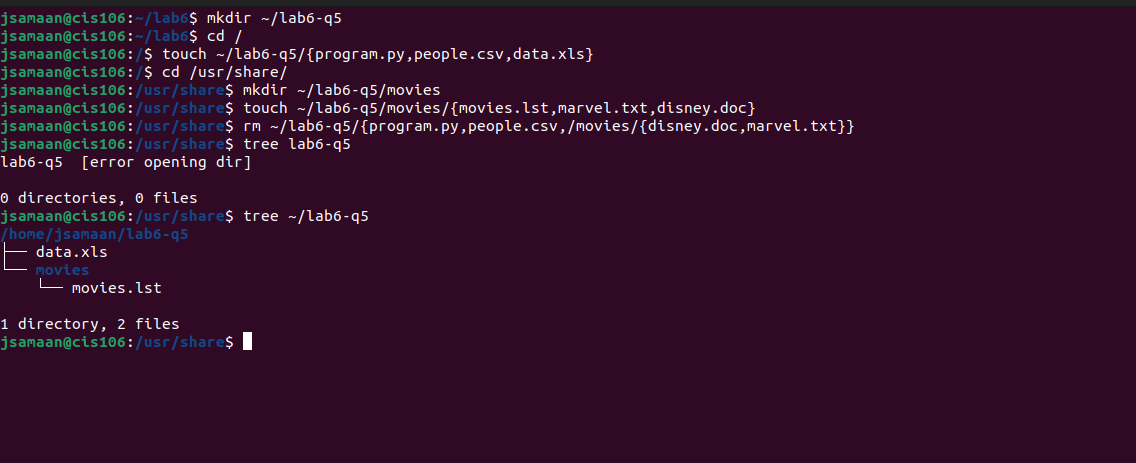 jsamaan@cis106:~/lab6$ mkdir ~/lab6-q5
jsamaan@cis106:~/lab6$ cd /
jsamaan@cis106:/$ touch ~/lab6-q5/{program.py,people.csv,data.xls}
jsamaan@cis106:/$ cd /usr/share/
jsamaan@cis106:/usr/share$ mkdir ~/lab6-q5/movies
jsamaan@cis106:/usr/share$ touch ~/lab6-q5/movies/{movies.lst,marvel.txt,disney.doc}
jsamaan@cis106:/usr/share$ rm ~/lab6-q5/{program.py,people.csv,/movies/{disney.doc,marvel.txt}}
jsamaan@cis106:/usr/share$ tree lab6-q5
lab6-q5  [error opening dir]

0 directories, 0 files
jsamaan@cis106:/usr/share$ tree ~/lab6-q5
/home/jsamaan/lab6-q5
├── data.xls
└── movies
    └── movies.lst

1 directory, 2 files
jsamaan@cis106:/usr/share$